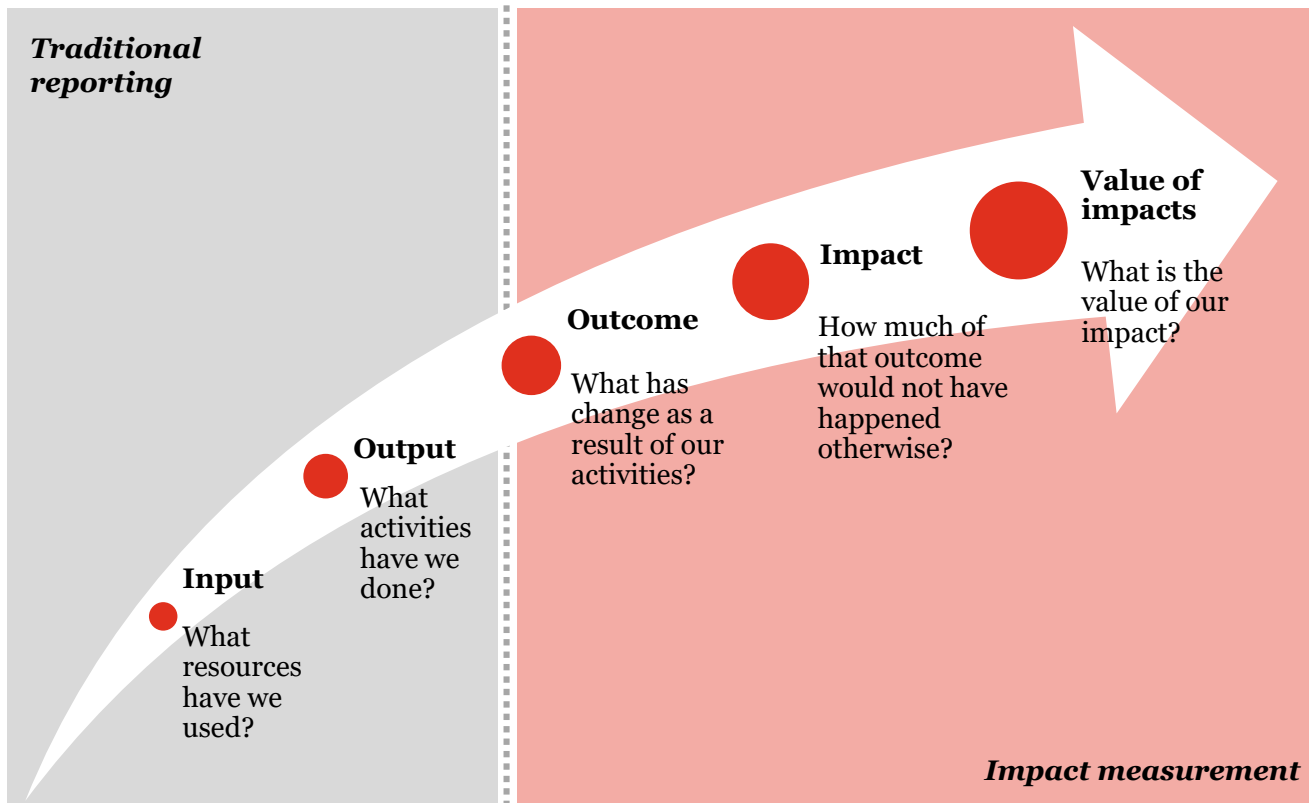 Traditional
reporting
Input
What
resources
have we
used?
Output
What
activities
have we
done?
Outcome
What has
change as a
result of our
activities?
Impact
How much of
that outcome
would not have
happened
otherwise?
Value of
impacts
What is the
value of our
impact?
Impact measurement